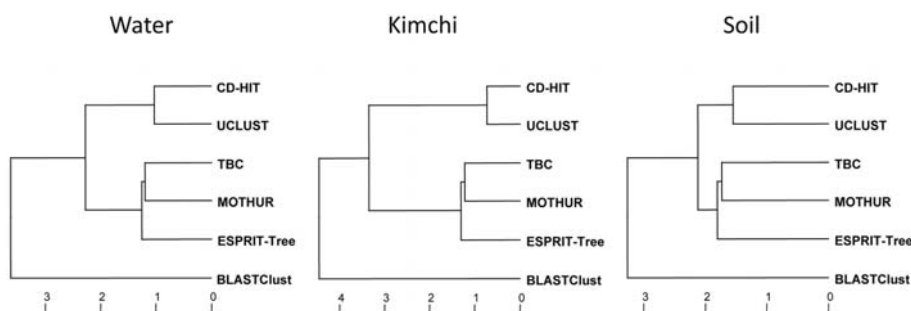 Water
CD-HIT
UCLUST
TBC
MOTHUR
ESPRIT-Tree
BLASTClust
3 2 1 0
Kimchi
CD-HIT
UCLUST
TBC
MOTHUR
ESPRIT-Tree
BLASTClust
4 3 2 1 0
Soil
CD-HIT
UCLUST
TBC
MOTHUR
ESPRIT-Tree
BLASTClust
3 2 1 0